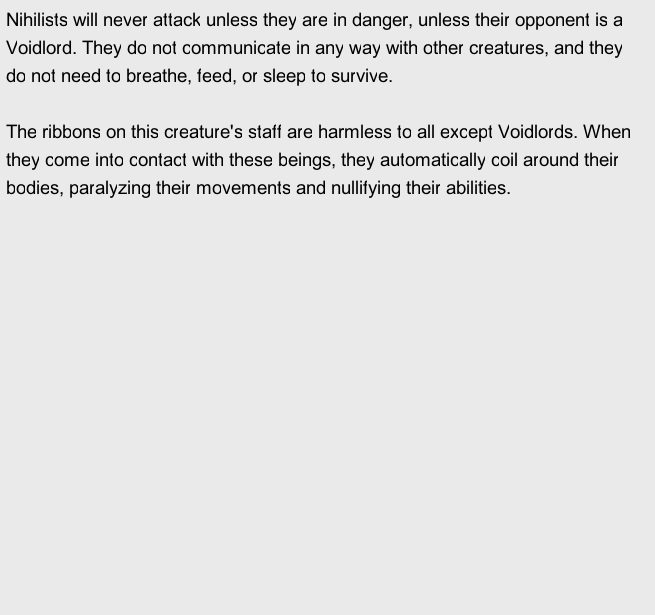 Nihilists will never attack unless they are in danger, unless their opponent is a
Voidlord. They do not communicate in any way with other creatures, and they
do not need to breathe, feed, or sleep to survive.
The ribbons on this creature's staff are harmless to all except Voidlords. When
they come into contact with these beings, they automatically coil around their
bodies, paralyzing their movements and nullifying their abilities.